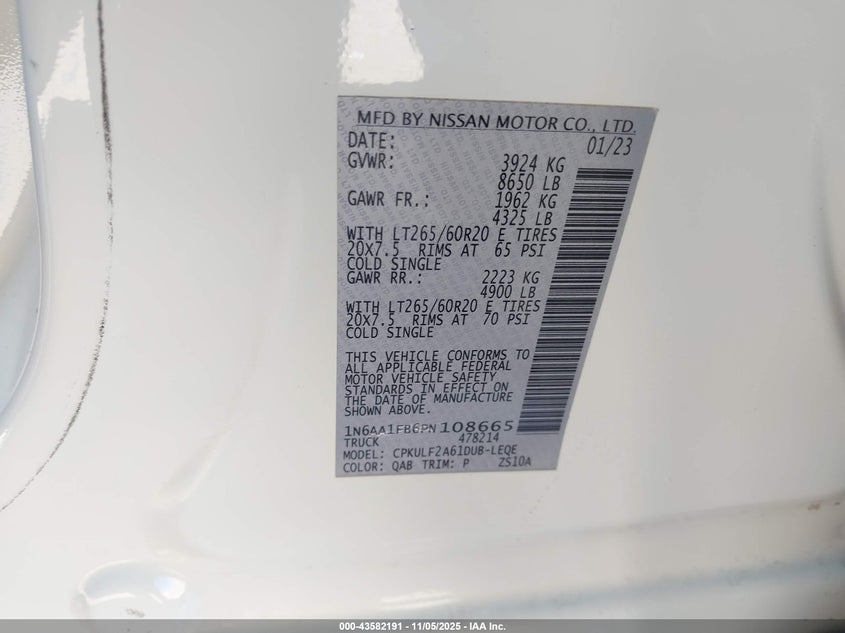 MFD BY NISSAN MOTOR CO., LTD.
DATE: 01/23
GVWR: 3924 KG
8650 LB
GAWR FR.: 1962 KG
4325 LB
WITH LT265/60R20 E TIRES
20X7.5 RIMS AT 65 PSI
COLD SINGLE
GAWR RR.: 2223 KG
4900 LB
WITH LT265/60R20 E TIRES
20X7.5 RIMS AT 70 PSI
COLD SINGLE
THIS VEHICLE CONFORMS TO
ALL APPLICABLE FEDERAL
MOTOR VEHICLE SAFETY
STANDARDS IN EFFECT ON
THE DATE OF MANUFACTURE
SHOWN ABOVE.
1N6AA1FB6PN108665
TRUCK 478214
MODEL: CPKULF2A61DUB-LEQE
COLOR: QAB TRIM: P ZS10A
000-43582191 - 11/05/2025 - IAA Inc.